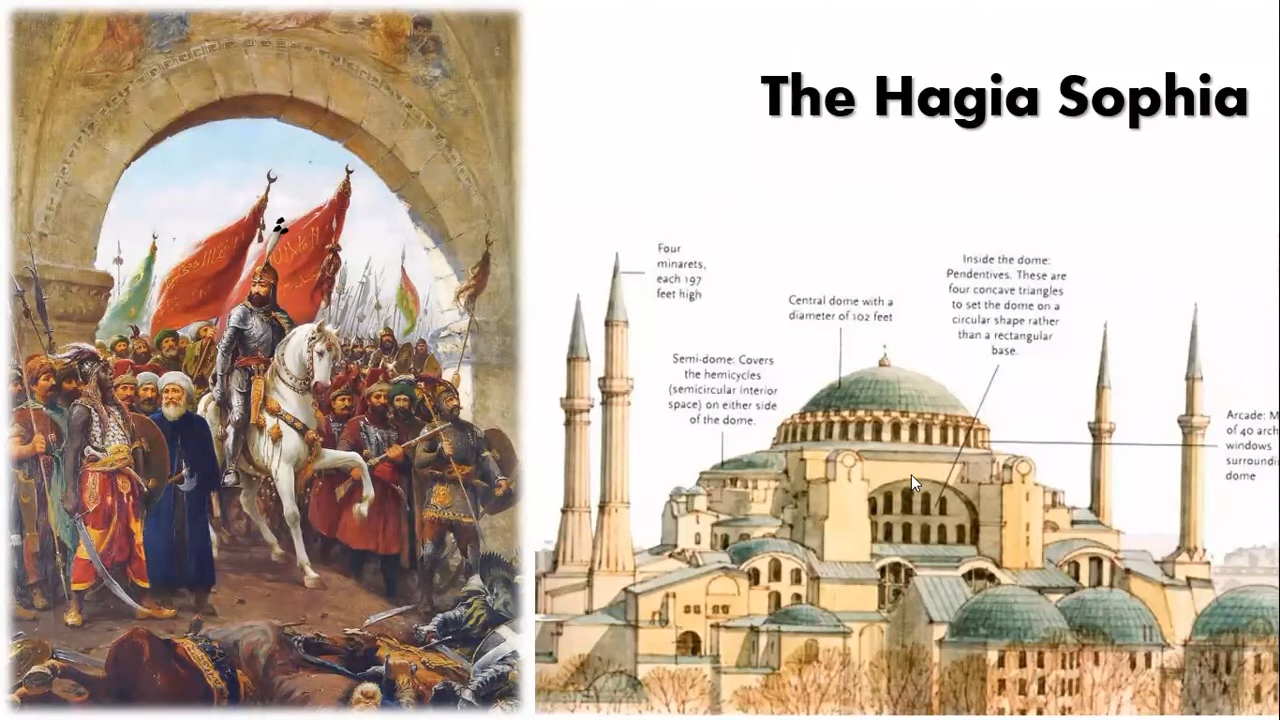 The Hagia Sophia
Four
minarets,
each 197
feet high
Central dome with a
diameter of 102 feet
Inside the dome:
Pendentives. These are
four concave triangles
to set the dome on a
circular shape rather
than a rectangular
base.
Semi-dome: Covers
the hemicycles
(semicircular interior
space) on either side
of the dome.
Arcade: M
of 40 arch
windows
surroundi
dome